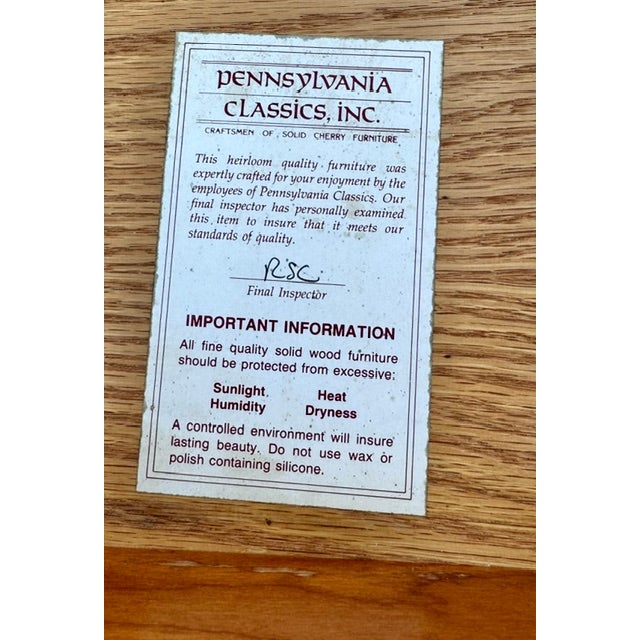 PENNSYLVANIA
CLASSICS, INC.
CRAFTSMEN OF SOLID CHERRY FURNITURE
This heirloom quality furniture was
expertly crafted for your enjoyment by the
employees of Pennsylvania Classics. Our
final inspector has personally examined
this item to insure that it meets our
standards of quality.
RSC
Final Inspector
IMPORTANT INFORMATION
All fine quality solid wood furniture
should be protected from excessive:
Sunlight Heat
Humidity Dryness
A controlled environment will insure
lasting beauty. Do not use wax or
polish containing silicone.